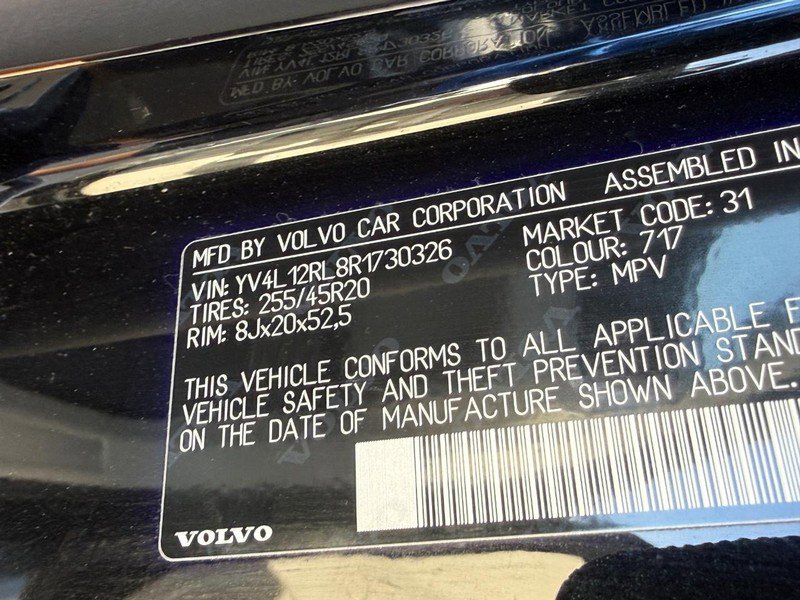 MFD BY VOLVO CAR CORPORATION ASSEMBLED IN
VIN: YV4L12RL8R1730326 MARKET CODE: 31
TIRES: 255/45R20 COLOUR: 717
RIM: 8Jx20x52,5 TYPE: MPV
THIS VEHICLE CONFORMS TO ALL APPLICABLE F
VEHICLE SAFETY AND THEFT PREVENTION STAND
ON THE DATE OF MANUFACTURE SHOWN ABOVE.
VOLVO